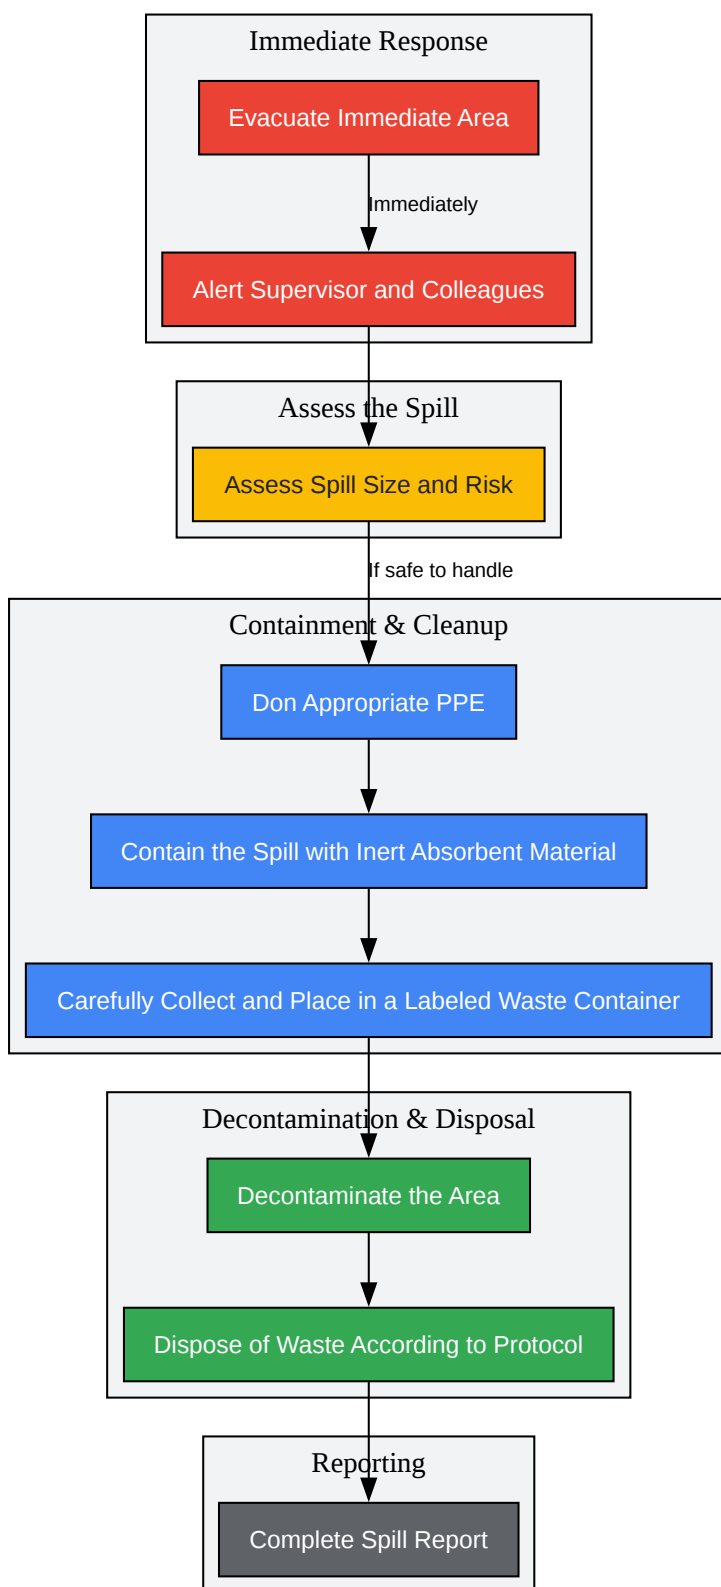 Immediate Response
Evacuate Immediate Area
Immediately
Alert Supervisor and Colleagues
Assess the Spill
Assess Spill Size and Risk
If safe to handle
Containment & Cleanup
Don Appropriate PPE
Contain the Spill with Inert Absorbent Material
Carefully Collect and Place in a Labeled Waste Container
Decontamination & Disposal
Decontaminate the Area
Dispose of Waste According to Protocol
Reporting
Complete Spill Report